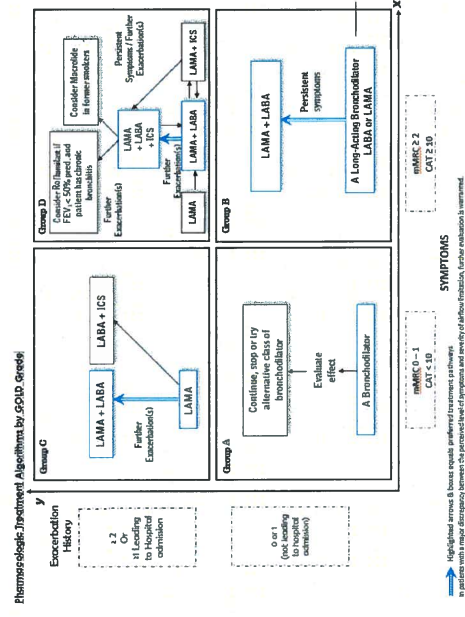 Pharmacologic Treatment Algorithms by GOLD Grade
y
Exacerbation
History
≥ 2
Or
≥1 Leading
to Hospital
admission
0 or 1
(not leading
to hospital
admission)
Group C
LAMA + LABA
LABA + ICS
Further
Exacerbation(s)
LAMA
Group D
Consider Roflumilast if
FEV1 < 50% pred. and
patient has chronic
bronchitis
Consider Macrolide
in former smokers
Further
Exacerbation(s)
LAMA
+ LABA
+ ICS
Persistent
Symptoms / Further
Exacerbation(s)
Further
Exacerbation(s)
LAMA
LAMA + LABA
LAMA + ICS
Group A
Continue, stop or try
alternative class of
bronchodilator
Evaluate
effect
A Bronchodilator
Group B
LAMA + LABA
Persistent
symptoms
A Long-Acting Bronchodilator
LABA or LAMA
x
mMRC 0 – 1
CAT < 10
mMRC ≥ 2
CAT ≥ 10
SYMPTOMS
Highlighted arrows & boxes equals preferred treatment pathways
In patients with a major discrepancy between the perceived level of symptoms and severity of airflow limitation, further evaluation is warranted.